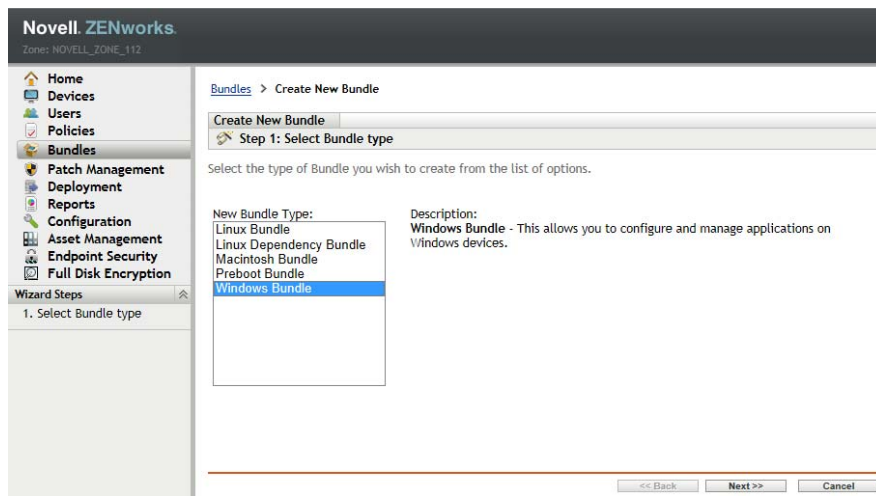 Novell. ZENworks.
Zone: NOVELL_ZONE_112
Home
Devices
Users
Policies
Bundles
Patch Management
Deployment
Reports
Configuration
Asset Management
Endpoint Security
Full Disk Encryption
Wizard Steps
1. Select Bundle type
Bundles > Create New Bundle
Create New Bundle
Step 1: Select Bundle type
Select the type of Bundle you wish to create from the list of options.
New Bundle Type:
Linux Bundle
Linux Dependency Bundle
Macintosh Bundle
Preboot Bundle
Windows Bundle
Description:
Windows Bundle - This allows you to configure and manage applications on
Windows devices.
<< Back
Next >>
Cancel